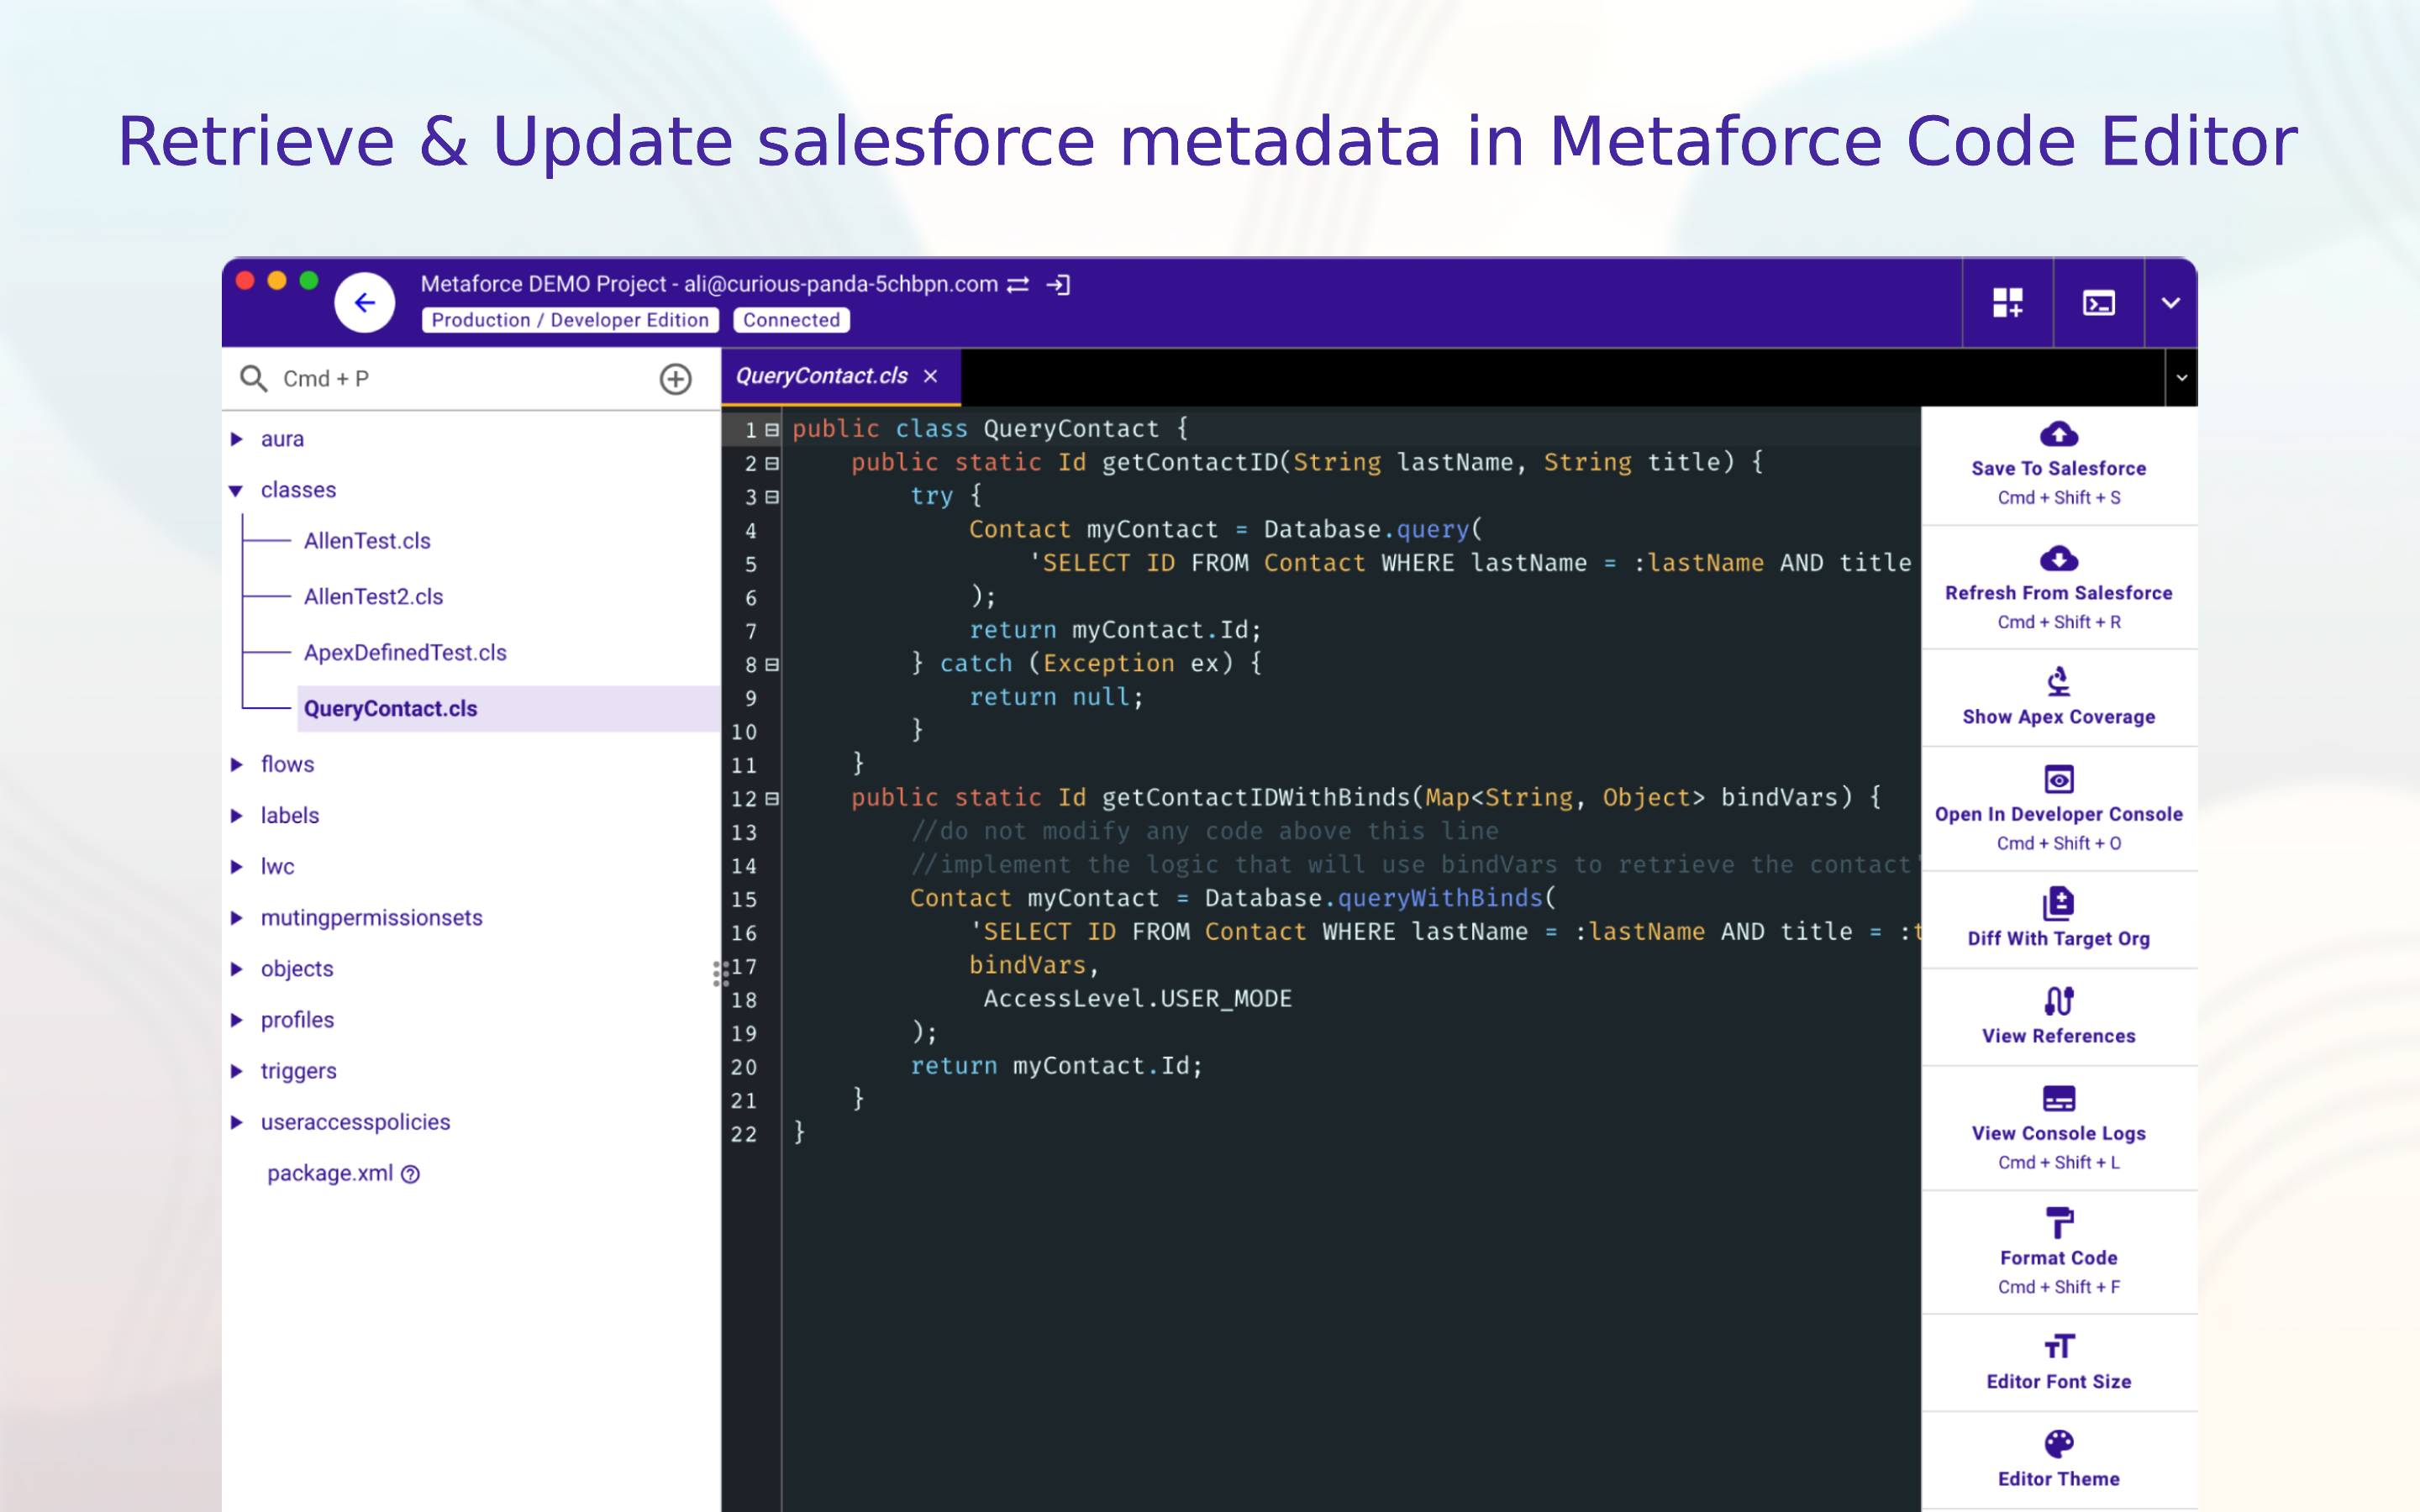 Retrieve & Update salesforce metadata in Metaforce Code Editor
Metaforce DEMO Project - ali@curious-panda-5chbpn.com
Production / Developer Edition Connected
Cmd + P
aura
classes
AllenTest.cls
AllenTest2.cls
ApexDefinedTest.cls
QueryContact.cls
flows
labels
lwc
mutingpermissionsets
objects
profiles
triggers
useraccesspolicies
package.xml
QueryContact.cls
1 public class QueryContact {
2 public static Id getContactID(String lastName, String title) {
3 try {
4 Contact myContact = Database.query(
5 'SELECT ID FROM Contact WHERE lastName = :lastName AND title
6 );
7 return myContact.Id;
8 } catch (Exception ex) {
9 return null;
10 }
11 }
12 public static Id getContactIDWithBinds(Map<String, Object> bindVars) {
13 //do not modify any code above this line
14 //implement the logic that will use bindVars to retrieve the contact'
15 Contact myContact = Database.queryWithBinds(
16 'SELECT ID FROM Contact WHERE lastName = :lastName AND title = :t
17 bindVars,
18 AccessLevel.USER_MODE
19 );
20 return myContact.Id;
21 }
22 }
Save To Salesforce
Cmd + Shift + S
Refresh From Salesforce
Cmd + Shift + R
Show Apex Coverage
Open In Developer Console
Cmd + Shift + O
Diff With Target Org
View References
View Console Logs
Cmd + Shift + L
Format Code
Cmd + Shift + F
Editor Font Size
Editor Theme